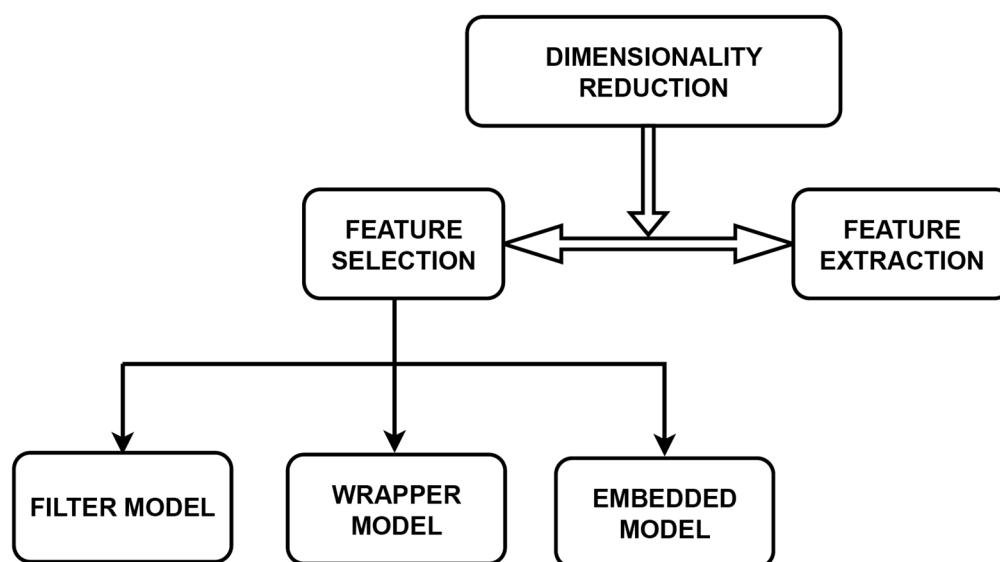 DIMENSIONALITY
REDUCTION
FEATURE
SELECTION
FEATURE
EXTRACTION
FILTER MODEL
WRAPPER
MODEL
EMBEDDED
MODEL